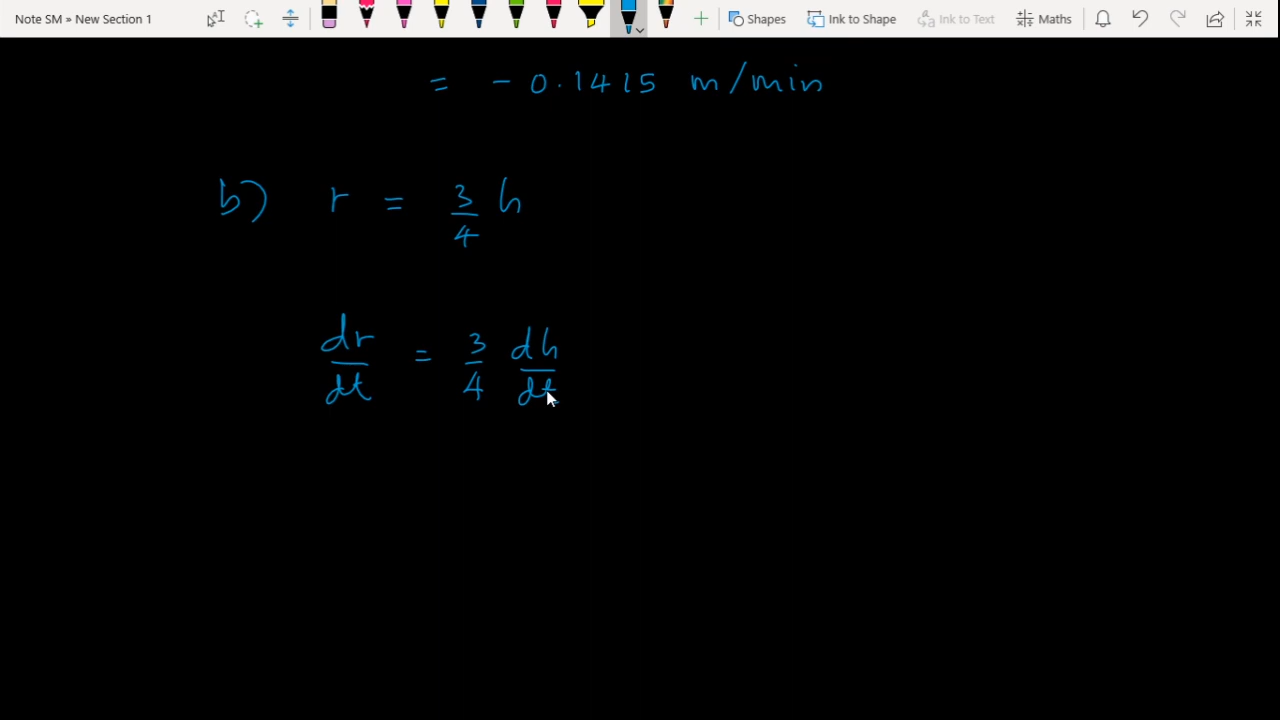 Note SM » New Section 1 Shapes Ink to Shape Ink to Text Maths
= - 0.1415 m/min
b) r = 3/4 h
dr/dt = 3/4 dh/dt